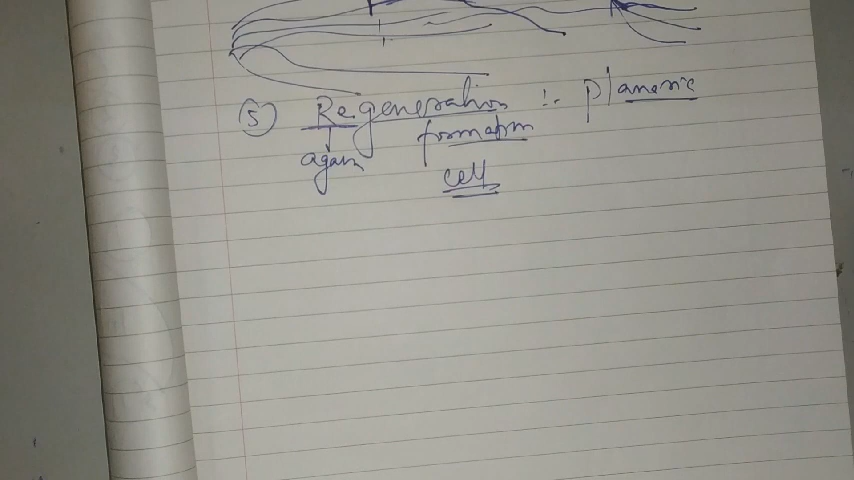 5 Regeneration :- Planaria
again formation
cell